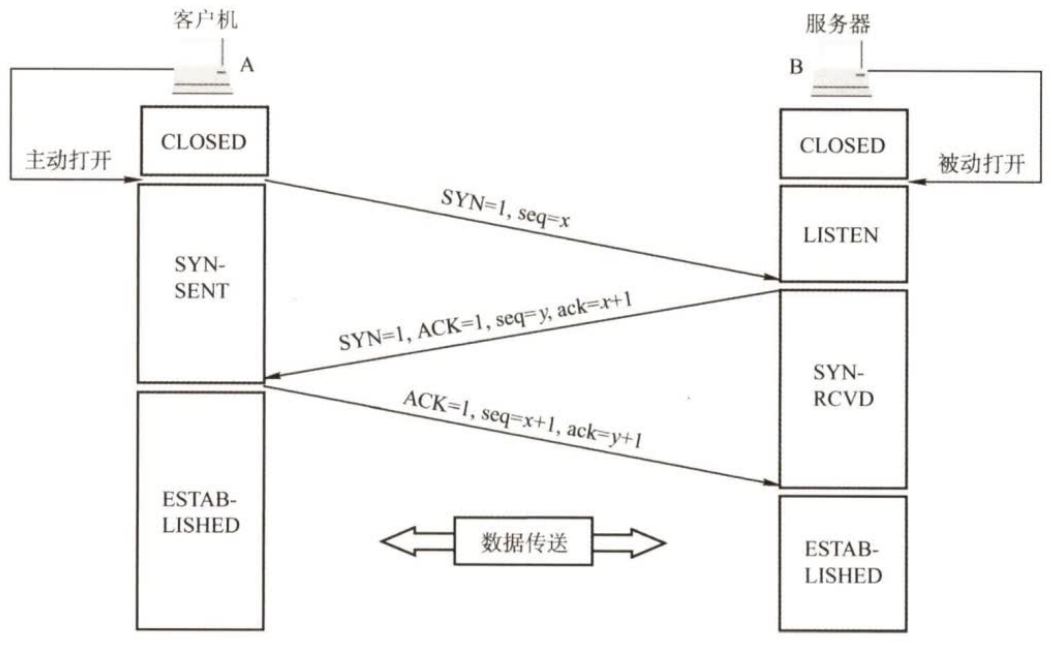 客户机
服务器
A
B
CLOSED
CLOSED
主动打开
被动打开
SYN=1, seq=x
LISTEN
SYN-
SENT
SYN=1, ACK=1, seq=y, ack=x+1
SYN-
RCVD
ACK=1, seq=x+1, ack=y+1
ESTAB-
LISHED
数据传送
ESTAB-
LISHED